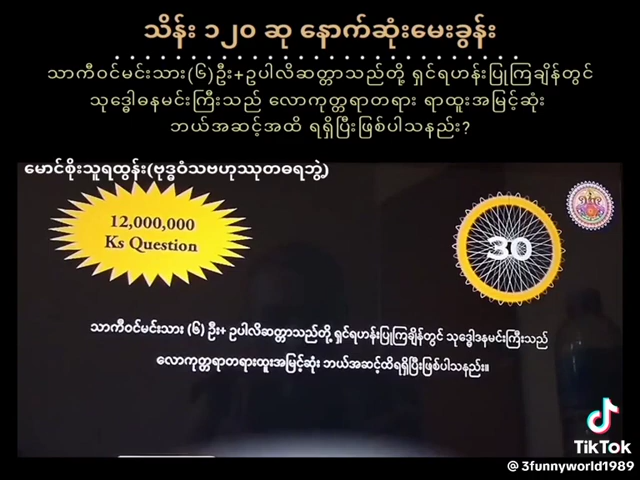 သိန်း ၁၂၀ ဆု နောက်ဆုံးမေးခွန်း
သာကီဝင်မင်းသား(၆)ဦး+ဥပါလိဆတ္တာသည်တို့ ရှင်ရဟန်းပြုကြချိန်တွင်
သုဒ္ဓေါဓနမင်းကြီးသည် လောကုတ္တရာတရား ရာထူးအမြင့်ဆုံး
ဘယ်အဆင့်အထိ ရရှိပြီးဖြစ်ပါသနည်း?
မောင်စိုးသူရထွန်း(ဗုဒ္ဓဝံသဗဟုဿုတဓရဘွဲ့)
12,000,000
Ks Question
30
သာကီဝင်မင်းသား (၆) ဦး+ ဥပါလိဆတ္တာသည်တို့ ရှင်ရဟန်းပြုကြချိန်တွင် သုဒ္ဓေါဒနမင်းကြီးသည်
လောကုတ္တရာတရားထူးအမြင့်ဆုံး ဘယ်အဆင့်ထိရရှိပြီးဖြစ်ပါသနည်း။
TikTok
@3funnyworld1989